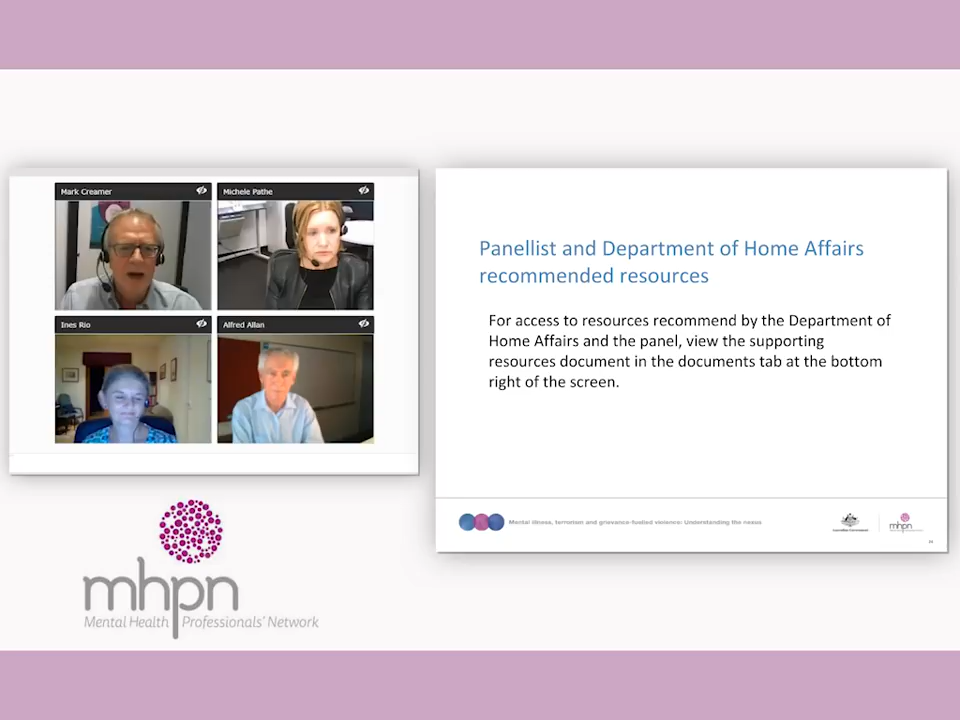 Mark Creamer
Michele Pathe
Ines Rio
Alfred Allan
Panellist and Department of Home Affairs
recommended resources
For access to resources recommend by the Department of
Home Affairs and the panel, view the supporting
resources document in the documents tab at the bottom
right of the screen.
Mental illness, terrorism and grievance-fuelled violence: Understanding the nexus
Australian Government
mhpn
mhpn
Mental Health Professionals' Network